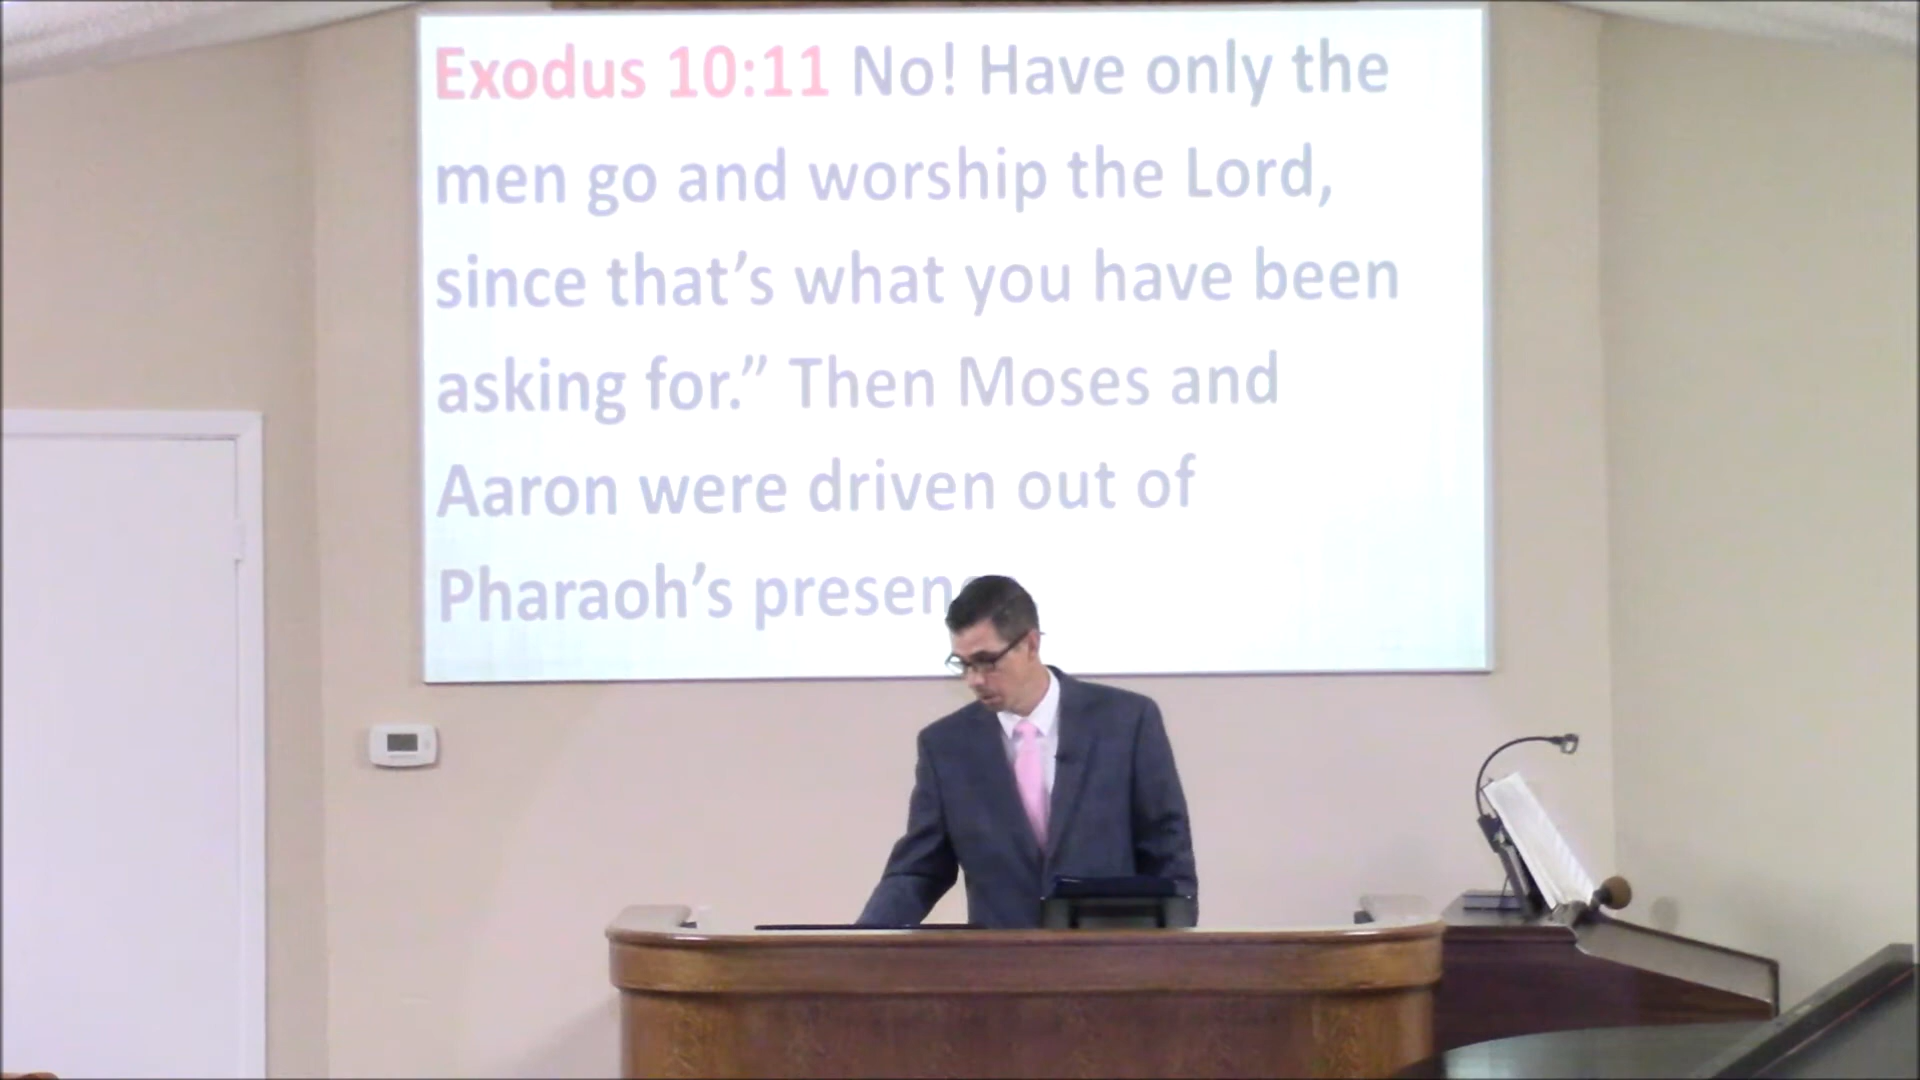 Exodus 10:11 No! Have only the
men go and worship the Lord,
since that’s what you have been
asking for.” Then Moses and
Aaron were driven out of
Pharaoh’s